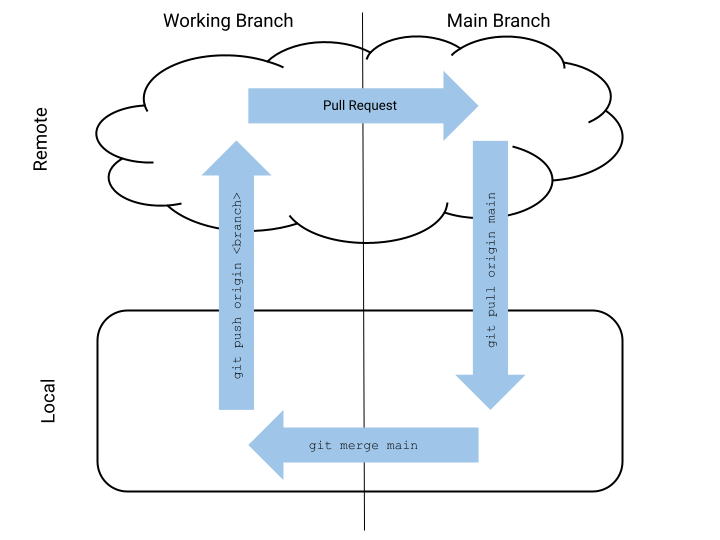 Working Branch
Main Branch
Remote
Pull Request
git push origin <branch>
git pull origin main
Local
git merge main